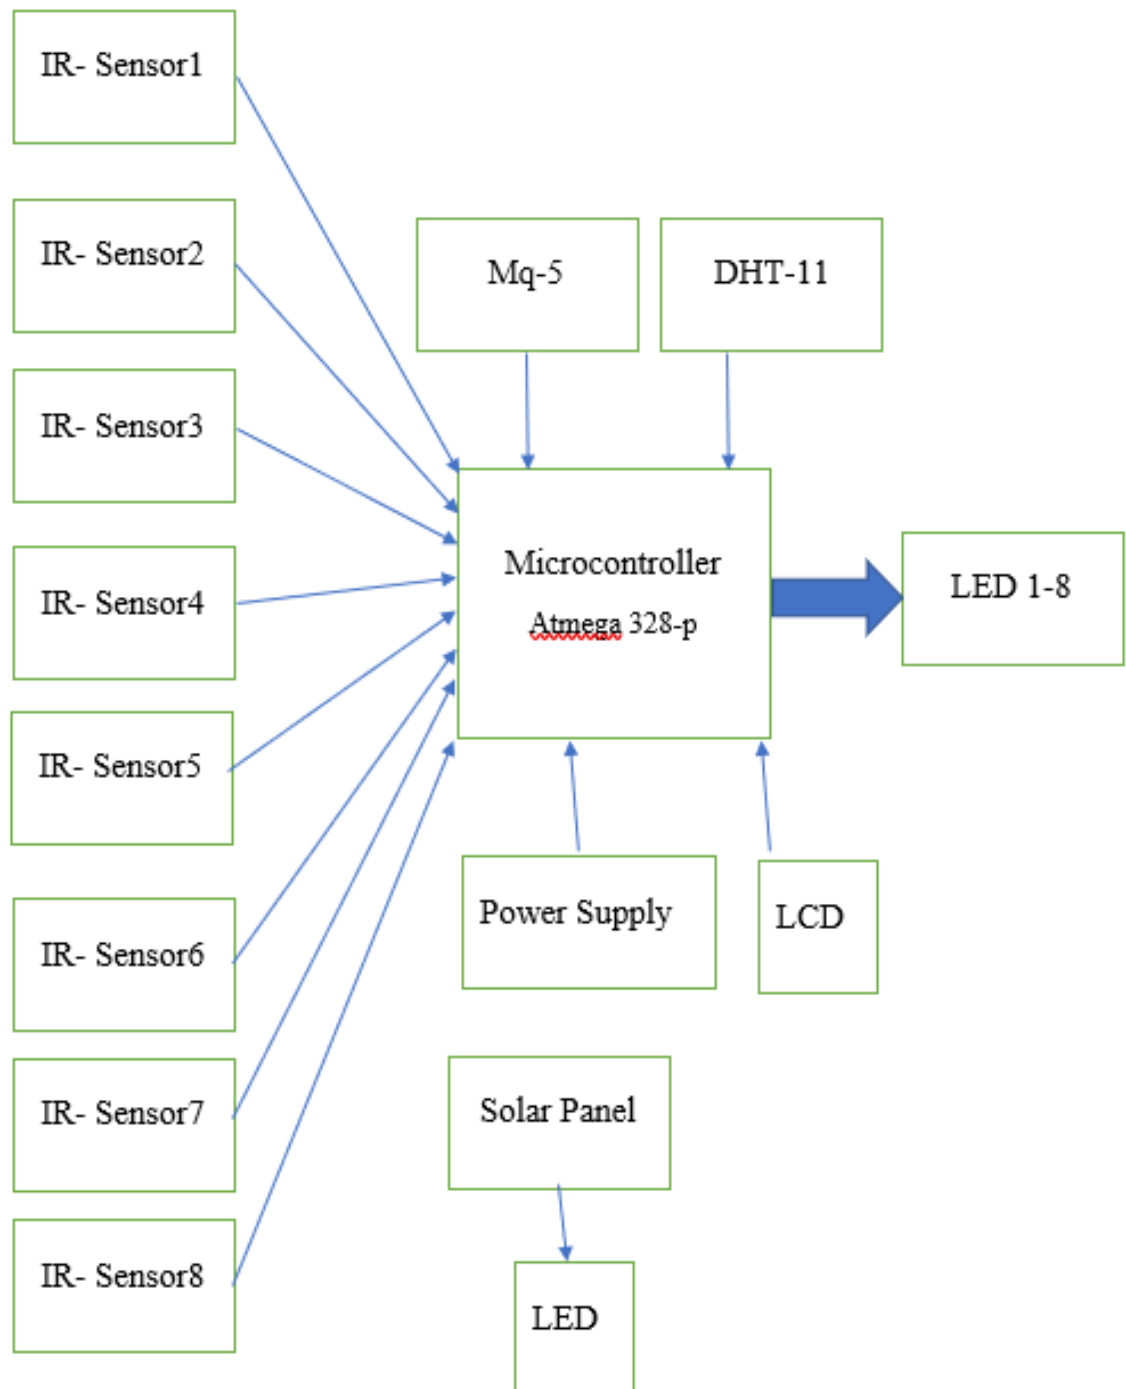 IR- Sensor1
IR- Sensor2
Mq-5
DHT-11
IR- Sensor3
Microcontroller
Atmega 328-p
LED 1-8
IR- Sensor4
IR- Sensor5
Power Supply
LCD
IR- Sensor6
IR- Sensor7
Solar Panel
IR- Sensor8
LED